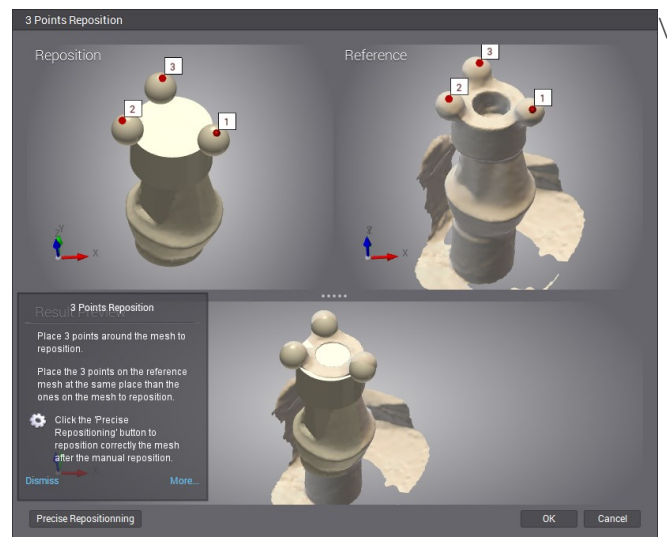 3 Points Reposition
Reposition
3
2
1
Y
Z
X
Reference
3
2
1
X
Result Preview
3 Points Reposition
Place 3 points around the mesh to
reposition.
Place the 3 points on the reference
mesh at the same place than the
ones on the mesh to reposition.
Click the 'Precise
Repositioning' button to
reposition correctly the mesh
after the manual reposition.
Dismiss
More...
Precise Repositionning
OK
Cancel